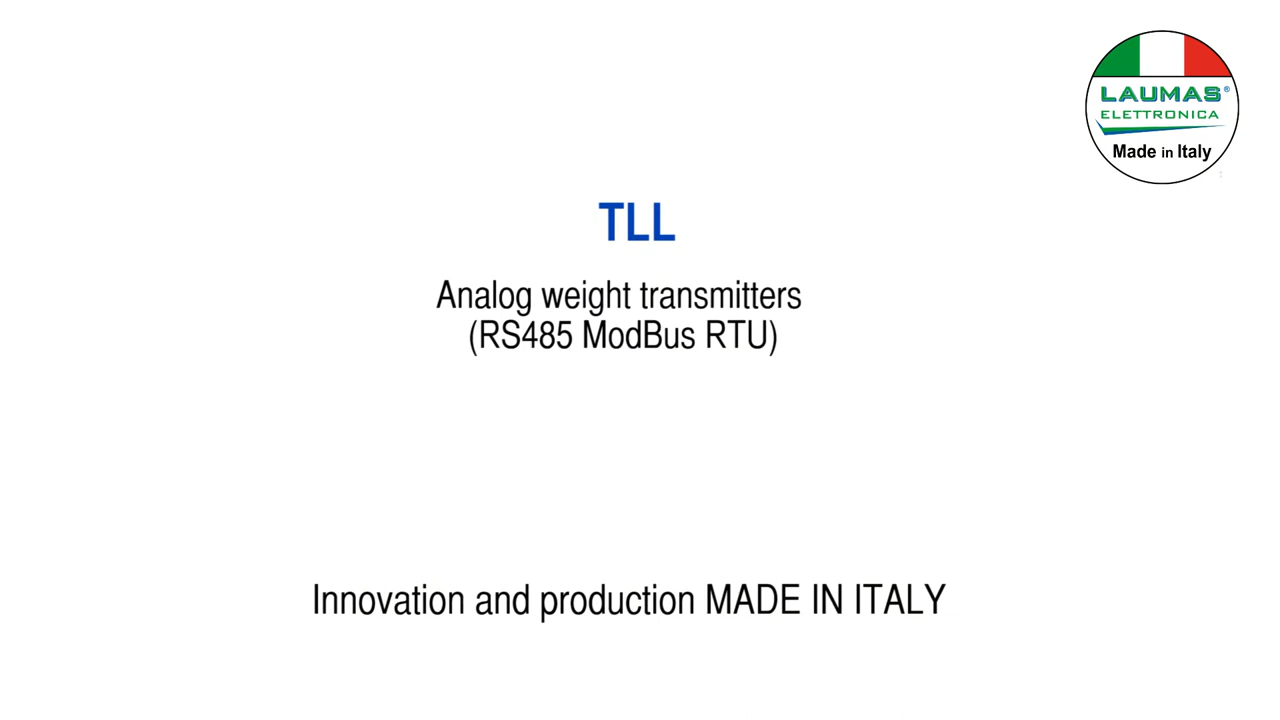 LAUMAS®
ELETTRONICA
Made in Italy
TLL
Analog weight transmitters
(RS485 ModBus RTU)
Innovation and production MADE IN ITALY